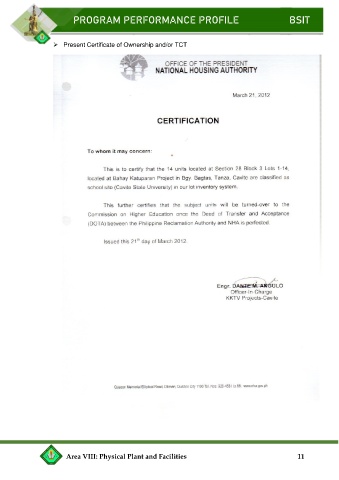 PROGRAM PERFORMANCE PROFILE BSIT
➢ Present Certificate of Ownership and/or TCT
OFFICE OF THE PRESIDENT
NATIONAL HOUSING AUTHORITY
March 21, 2012
CERTIFICATION
To whom it may concern:
This is to certify that the 14 units located at Section 28 Block 3 Lots 1-14,
located at Bahay Katuparan Project in Bgy. Bagtas, Tanza, Cavite are classified as
school site (Cavite State University) in our lot inventory system.
This further certifies that the subject units will be turned-over to the
Commission on Higher Education once the Deed of Transfer and Acceptance
(DOTA) between the Philippine Reclamation Authority and NHA is perfected.
Issued this 21st day of March 2012.
Engr. DANTE M. ANGULO
Officer-In Charge
KKTV Projects-Cavite
Area VIII: Physical Plant and Facilities 11